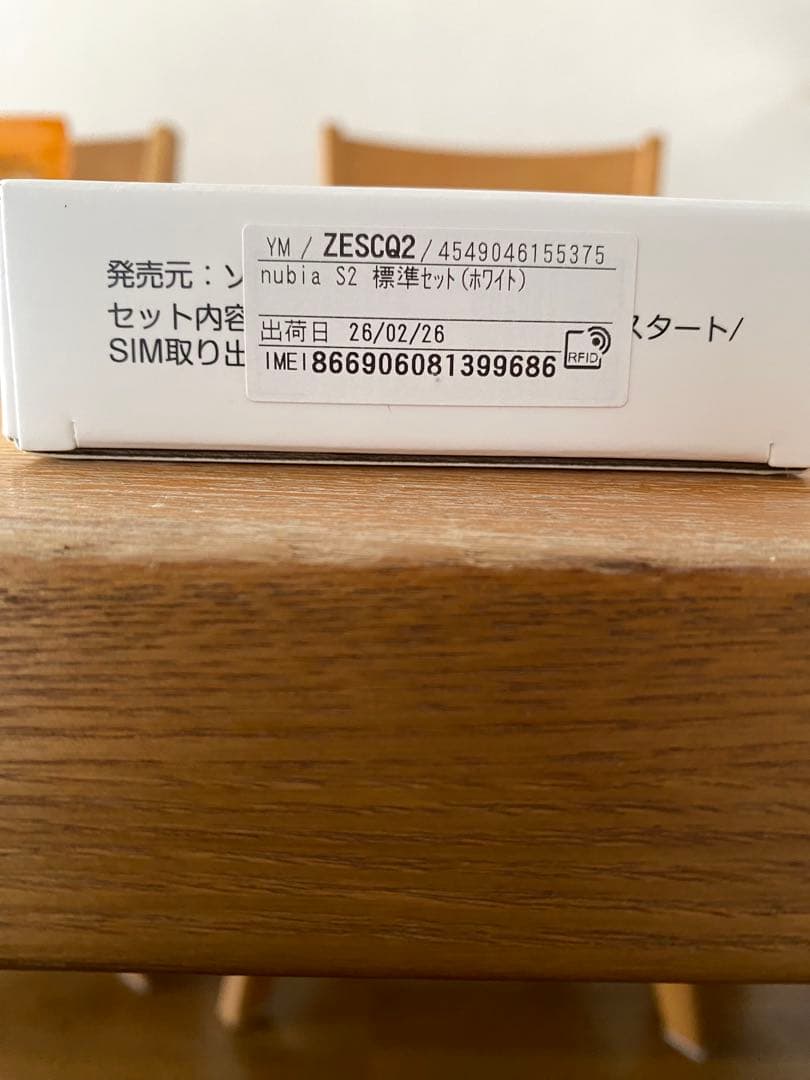 YM / ZESCQ2 / 4549046155375
nubia S2 標準ｾｯﾄ(ﾎﾜｲﾄ)
出荷日 26/02/26
IMEI866906081399686
RFID
発売元：ソ
セット内容 スタート/
SIM取り出